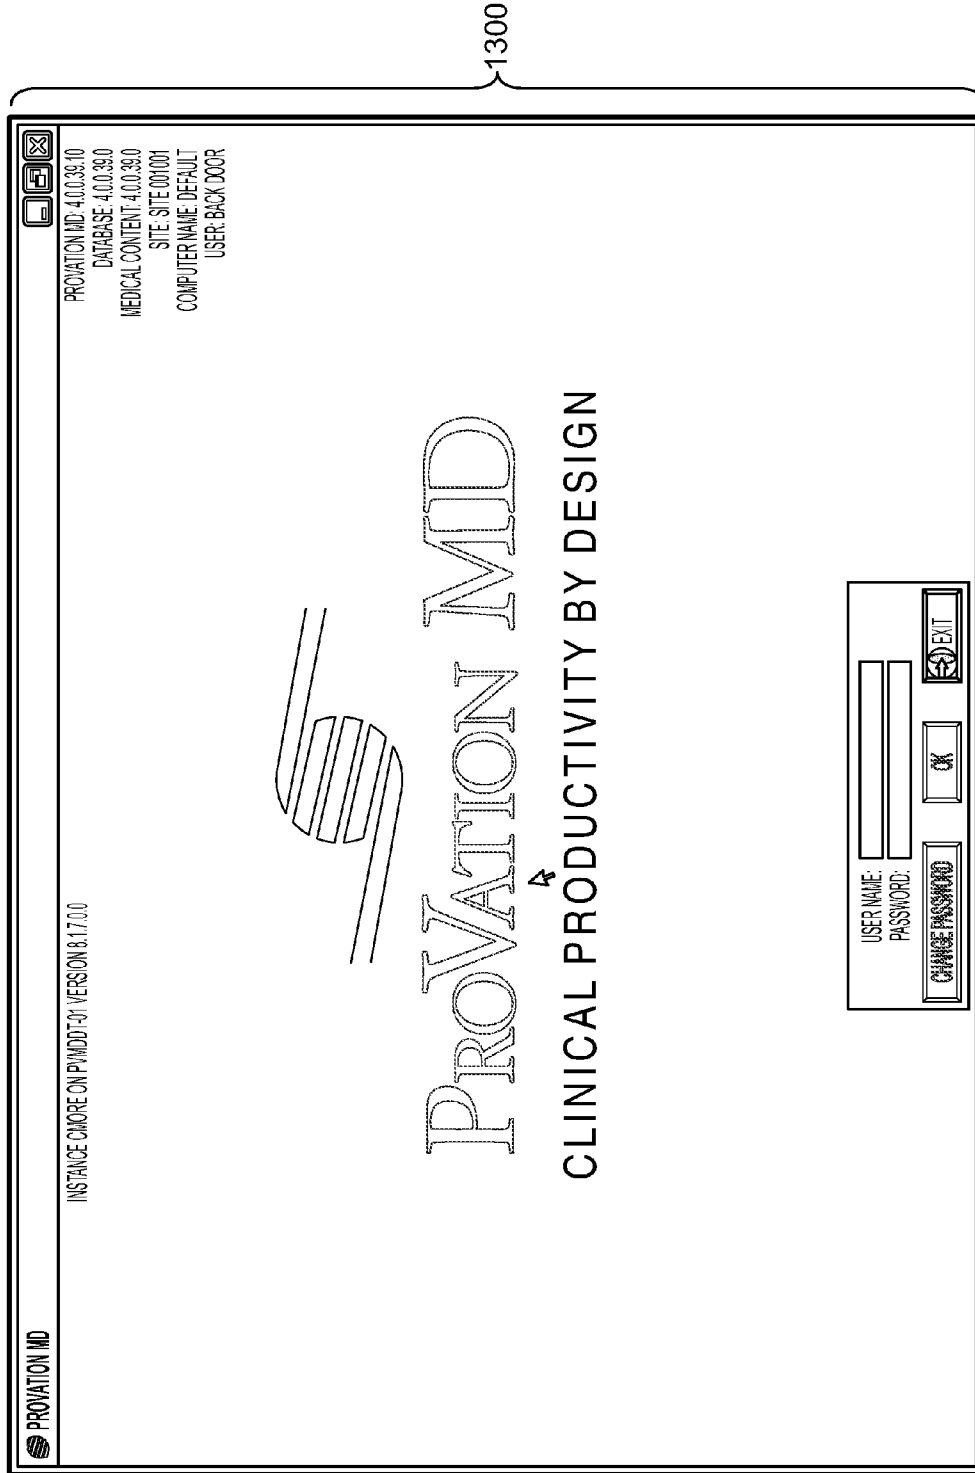 1300
PROVATION MD
INSTANCE CMORE ON PVMDDT-01 VERSION 8.1.7.0.0
PROVATION MD: 4.0.0.39.10
DATABASE: 4.0.0.39.0
MEDICAL CONTENT: 4.0.0.39.0
SITE: SITE 001001
COMPUTER NAME: DEFAULT
USER: BACK DOOR
PROVATION MD
CLINICAL PRODUCTIVITY BY DESIGN
USER NAME:
PASSWORD:
CHANGE PASSWORD
OK
EXIT